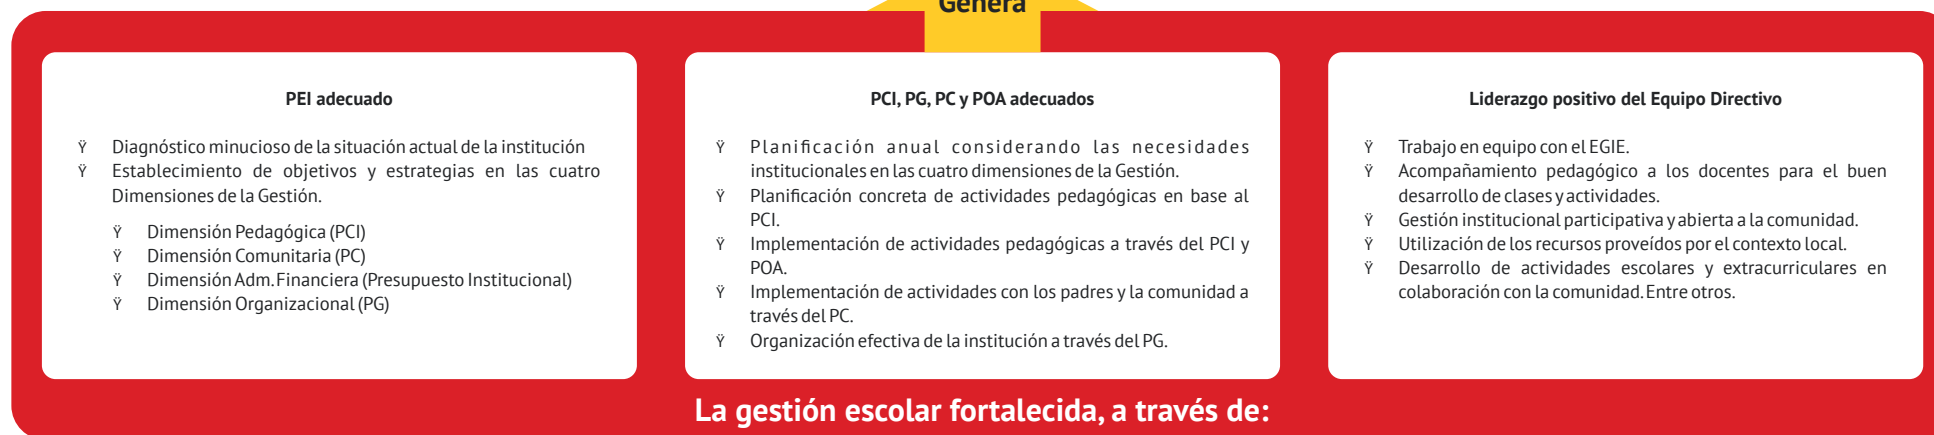 Genera
PEI adecuado
Ÿ Diagnóstico minucioso de la situación actual de la institución
Ÿ Establecimiento de objetivos y estrategias en las cuatro
Dimensiones de la Gestión.
Ÿ Dimensión Pedagógica (PCI)
Ÿ Dimensión Comunitaria (PC)
Ÿ Dimensión Adm. Financiera (Presupuesto Institucional)
Ÿ Dimensión Organizacional (PG)
PCI, PG, PC y POA adecuados
Ÿ Planificación anual considerando las necesidades
institucionales en las cuatro dimensiones de la Gestión.
Ÿ Planificación concreta de actividades pedagógicas en base al
PCI.
Ÿ Implementación de actividades pedagógicas a través del PCI y
POA.
Ÿ Implementación de actividades con los padres y la comunidad a
través del PC.
Ÿ Organización efectiva de la institución a través del PG.
Liderazgo positivo del Equipo Directivo
Ÿ Trabajo en equipo con el EGIE.
Ÿ Acompañamiento pedagógico a los docentes para el buen
desarrollo de clases y actividades.
Ÿ Gestión institucional participativa y abierta a la comunidad.
Ÿ Utilización de los recursos proveídos por el contexto local.
Ÿ Desarrollo de actividades escolares y extracurriculares en
colaboración con la comunidad. Entre otros.
La gestión escolar fortalecida, a través de: